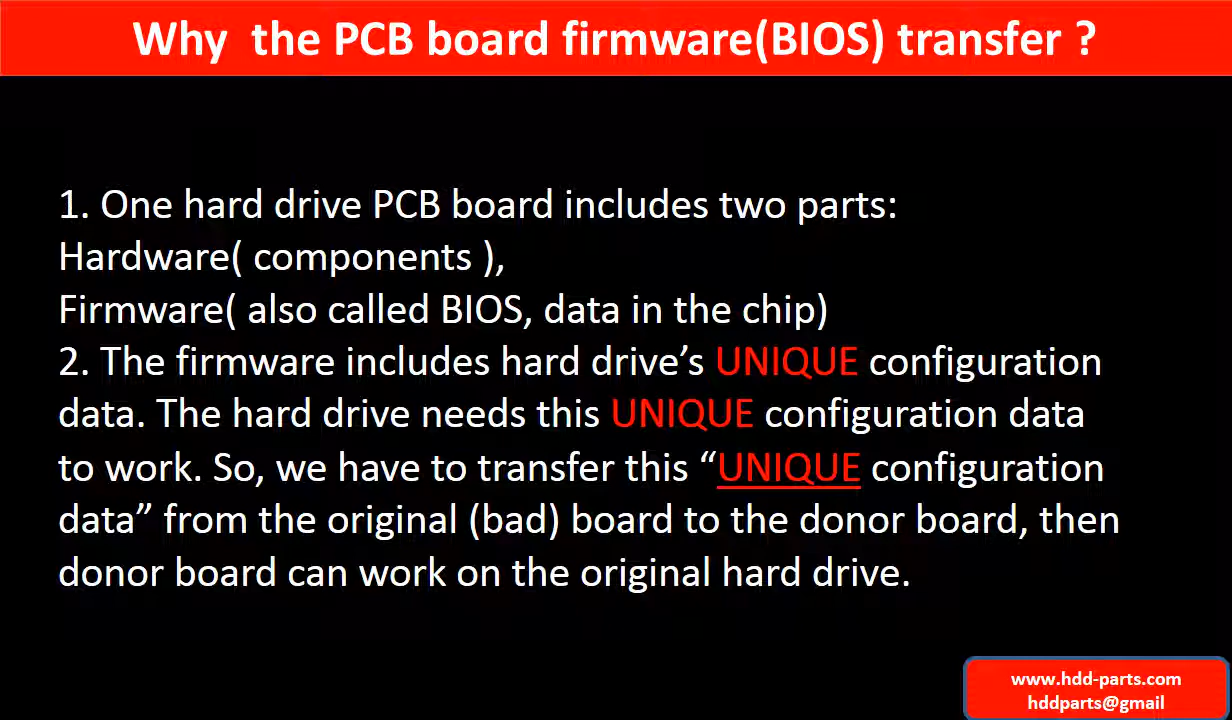 Why  the PCB board firmware(BIOS) transfer ?
1. One hard drive PCB board includes two parts:
Hardware( components ),
Firmware( also called BIOS, data in the chip)
2. The firmware includes hard drive’s UNIQUE configuration
data. The hard drive needs this UNIQUE configuration data
to work. So, we have to transfer this “UNIQUE configuration
data” from the original (bad) board to the donor board, then
donor board can work on the original hard drive.
www.hdd-parts.com
hddparts@gmail